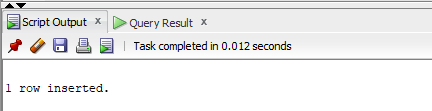 Script Output x Query Result x
Task completed in 0.012 seconds
1 row inserted.